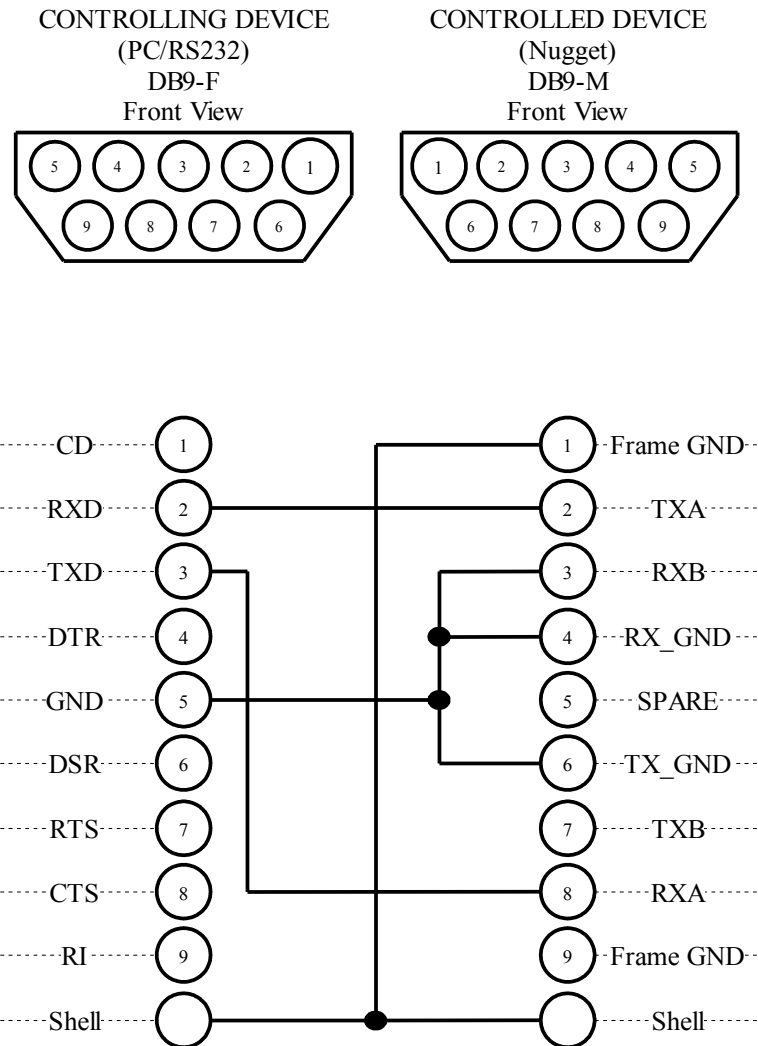 CONTROLLING DEVICE
(PC/RS232)
DB9-F
Front View
5 4 3 2 1
9 8 7 6
CONTROLLED DEVICE
(Nugget)
DB9-M
Front View
1 2 3 4 5
6 7 8 9
CD 1 1 Frame GND
RXD 2 2 TXA
TXD 3 3 RXB
DTR 4 4 RX_GND
GND 5 5 SPARE
DSR 6 6 TX_GND
RTS 7 7 TXB
CTS 8 8 RXA
RI 9 9 Frame GND
Shell Shell